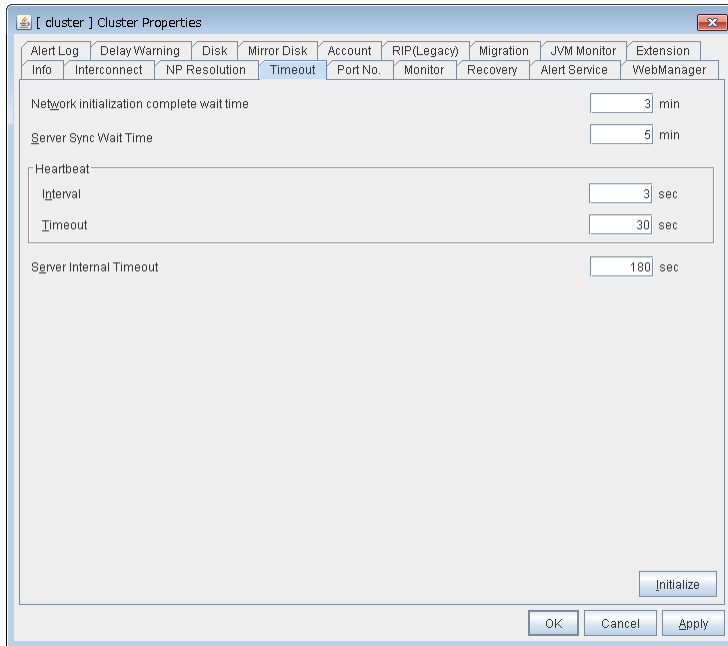 [ cluster ] Cluster Properties
Alert Log Delay Warning Disk Mirror Disk Account RIP(Legacy) Migration JVM Monitor Extension
Info Interconnect NP Resolution Timeout Port No. Monitor Recovery Alert Service WebManager
Network initialization complete wait time 3 min
Server Sync Wait Time 5 min
Heartbeat
Interval 3 sec
Timeout 30 sec
Server Internal Timeout 180 sec
Initialize
OK Cancel Apply